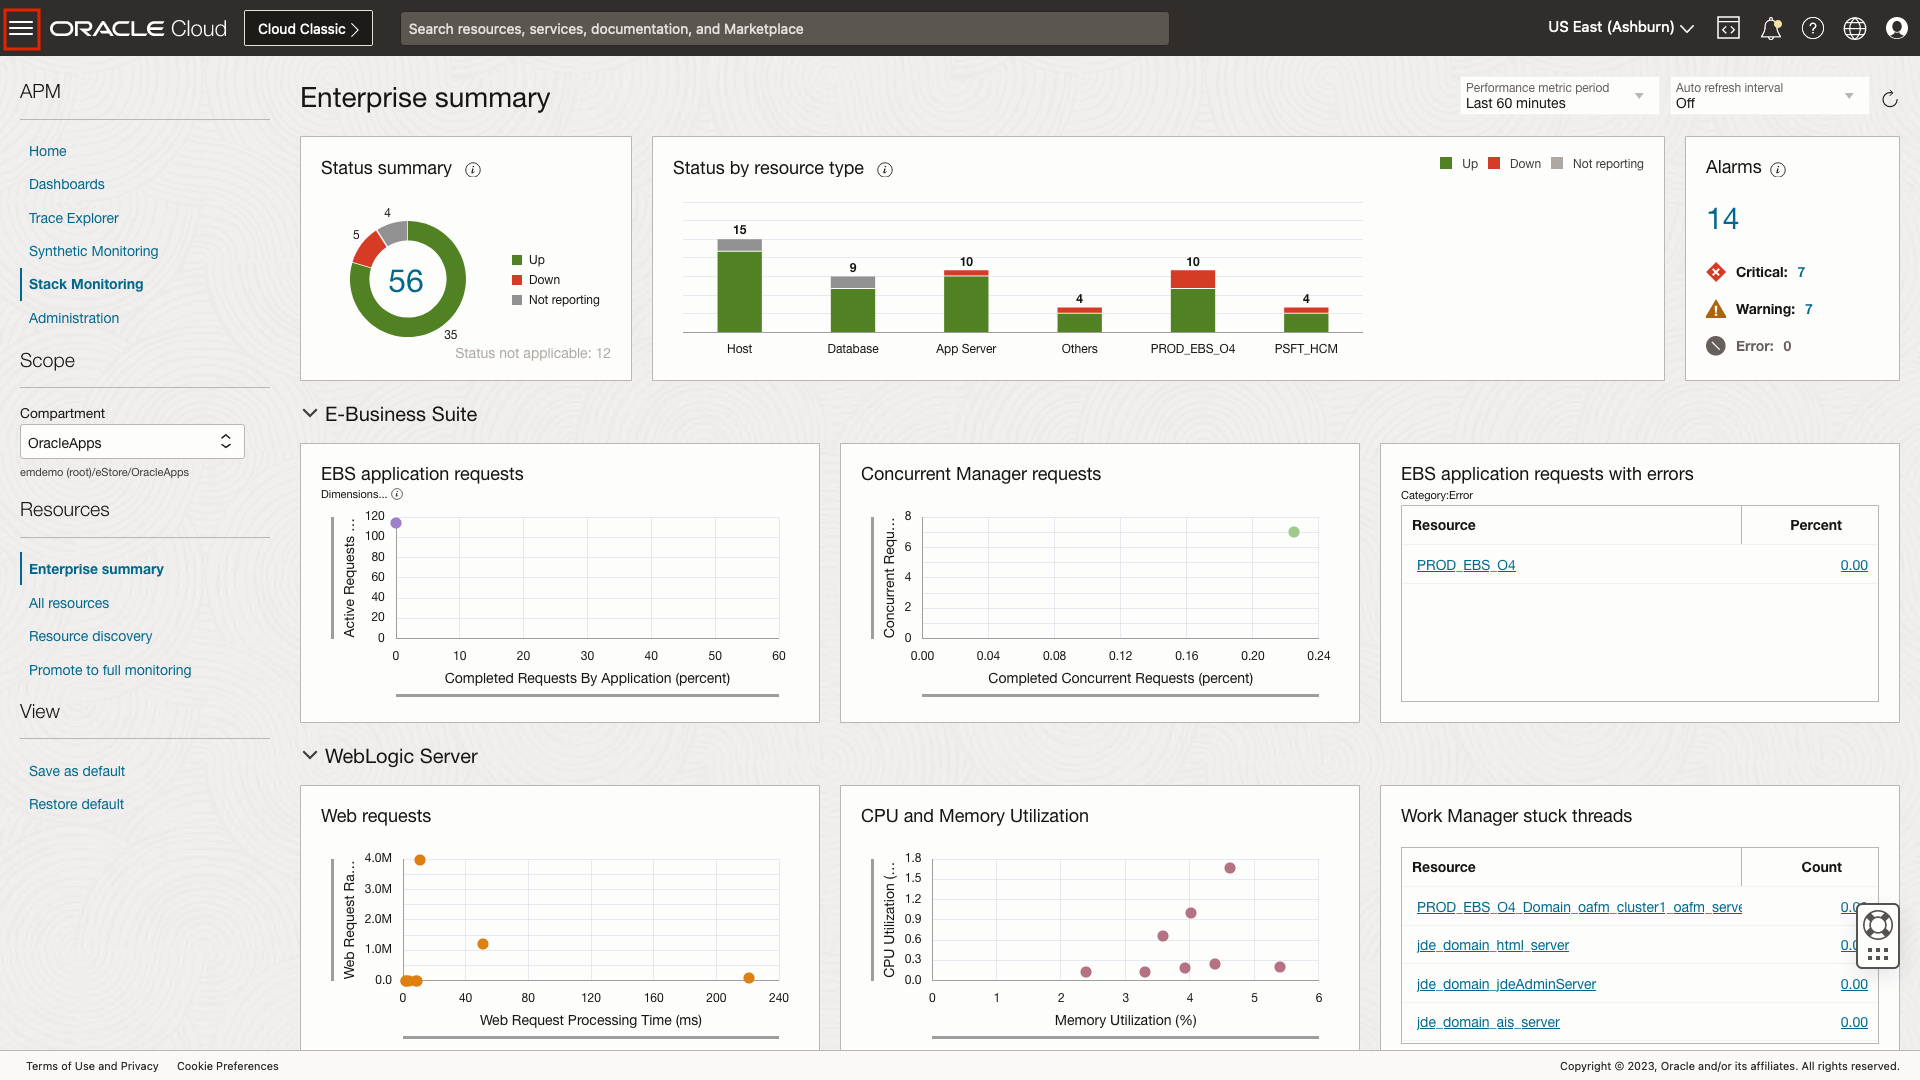 ORACLE Cloud
Cloud Classic
Search resources, services, documentation, and Marketplace
US East (Ashburn)
APM
Home
Dashboards
Trace Explorer
Synthetic Monitoring
Stack Monitoring
Administration
Scope
Compartment
OracleApps
emdemo (root)/eStore/OracleApps
Resources
Enterprise summary
All resources
Resource discovery
Promote to full monitoring
View
Save as default
Restore default
Enterprise summary
Performance metric period
Last 60 minutes
Auto refresh interval
Off
Status summary
4
5
56
35
Up
Down
Not reporting
Status not applicable: 12
Status by resource type
Up Down Not reporting
15 9 10 4 10 4
Host Database App Server Others PROD_EBS_O4 PSFT_HCM
Alarms
14
Critical: 7
Warning: 7
Error: 0
E-Business Suite
EBS application requests
Dimensions...
Active Requests ...
120
100
80
60
40
20
0
0 10 20 30 40 50 60
Completed Requests By Application (percent)
Concurrent Manager requests
Concurrent Requ...
8
6
4
2
0
0.00 0.04 0.08 0.12 0.16 0.20 0.24
Completed Concurrent Requests (percent)
EBS application requests with errors
Category:Error
Resource Percent
PROD_EBS_O4 0.00
WebLogic Server
Web requests
Web Request Ra...
4.0M
3.0M
2.0M
1.0M
0.0
0 40 80 120 160 200 240
Web Request Processing Time (ms)
CPU and Memory Utilization
CPU Utilization (...
1.8
1.5
1.2
0.9
0.6
0.3
0.0
0 1 2 3 4 5 6
Memory Utilization (%)
Work Manager stuck threads
Resource Count
PROD_EBS_O4_Domain_oafm_cluster1_oafm_serve
jde_domain_html_server
jde_domain_jdeAdminServer 0.00
jde_domain_ais_server 0.00
Terms of Use and Privacy Cookie Preferences
Copyright © 2023, Oracle and/or its affiliates. All rights reserved.